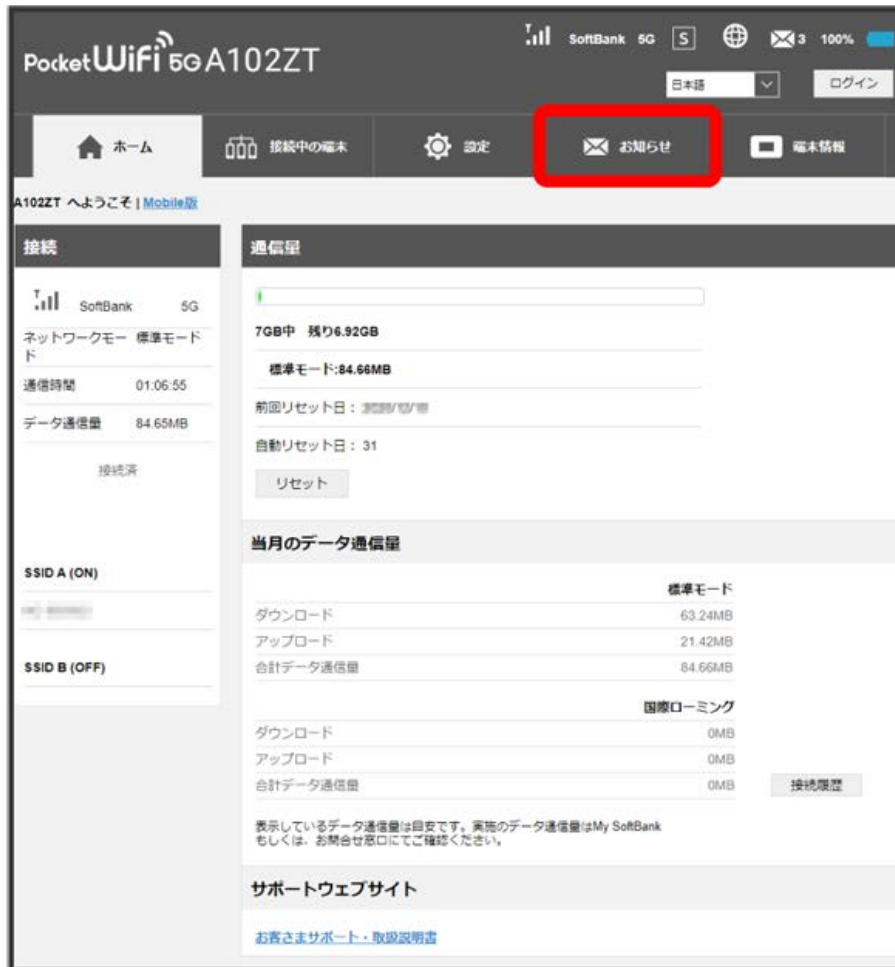 SoftBank 5G S 3 100%
Pocket WiFi 5G A102ZT
日本語 ログイン
ホーム 接続中の端末 設定 お知らせ 端末情報
A102ZT へようこそ | Mobile版
接続
SoftBank 5G
ネットワークモード 標準モード
通信時間 01:06:55
データ通信量 84.65MB
接続済
SSID A (ON)
SSID B (OFF)
通信量
7GB中 残り6.92GB
標準モード:84.66MB
前回リセット日：
自動リセット日： 31
リセット
当月のデータ通信量
標準モード
ダウンロード 63.24MB
アップロード 21.42MB
合計データ通信量 84.66MB
国際ローミング
ダウンロード 0MB
アップロード 0MB
合計データ通信量 0MB 接続履歴
表示しているデータ通信量は目安です。実施のデータ通信量はMy SoftBank
もしくは、お問合せ窓口にてご確認ください。
サポートウェブサイト
お客さまサポート・取扱説明書